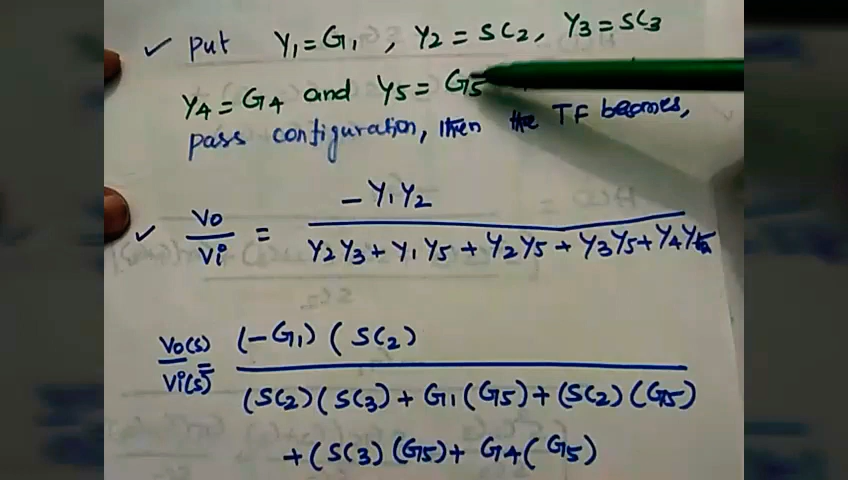 ✓ put Y1 = G1 , Y2 = SC2, Y3 = SC3
Y4 = G4 and Y5 = G5
pass configuration, then the TF becomes,
✓ Vo/Vi = -Y1Y2 / Y2Y3 + Y1Y5 + Y2Y5 + Y3Y5 + Y4Y5
Vo(s)/Vi(s) = (-G1) (SC2) / (SC2) (SC3) + G1 (G5) + (SC2) (G5)
+ (SC3) (G5) + G4 (G5)